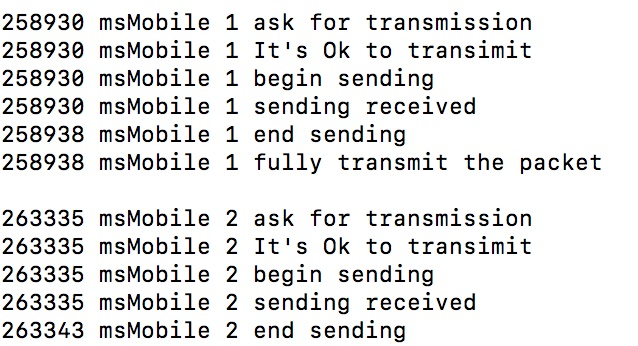 258930 msMobile 1 ask for transmission
258930 msMobile 1 It's Ok to transimit
258930 msMobile 1 begin sending
258930 msMobile 1 sending received
258938 msMobile 1 end sending
258938 msMobile 1 fully transmit the packet
263335 msMobile 2 ask for transmission
263335 msMobile 2 It's Ok to transimit
263335 msMobile 2 begin sending
263335 msMobile 2 sending received
263343 msMobile 2 end sending